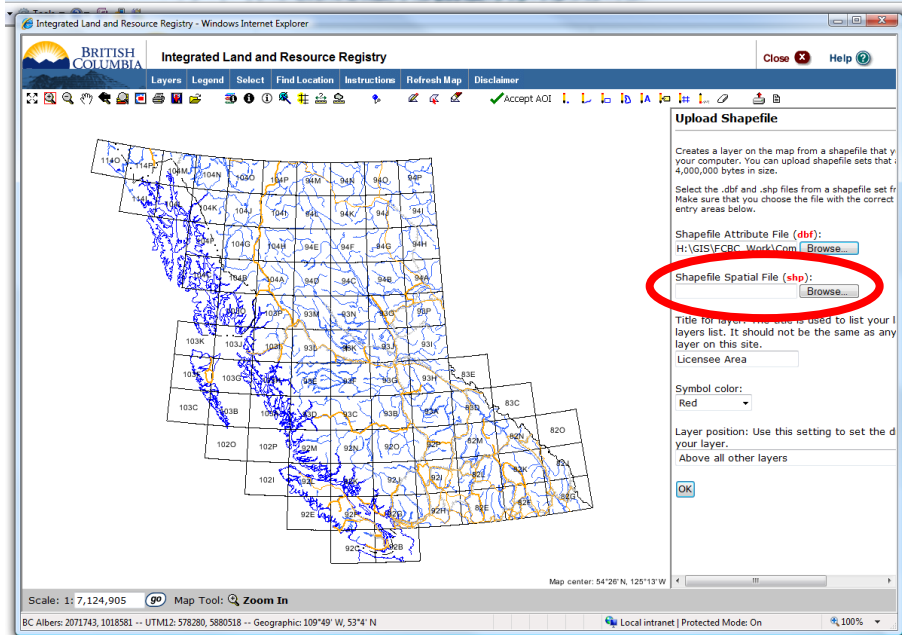 Tools
Integrated Land and Resource Registry - Windows Internet Explorer
BRITISH
COLUMBIA
Integrated Land and Resource Registry
Close
Help
Layers Legend Select Find Location Instructions Refresh Map Disclaimer
Accept AOI
Upload Shapefile
Creates a layer on the map from a shapefile that
your computer. You can upload shapefile sets that
4,000,000 bytes in size.
Select the .dbf and .shp files from a shapefile set
Make sure that you choose the file with the correct
entry areas below.
Shapefile Attribute File (dbf):
H:\GIS\FCBC_Work\Com Browse...
Shapefile Spatial File (shp):
Browse...
used to list your
layers list. It should not be the same as any
layer on this site.
Licensee Area
Symbol color:
Red
Layer position: Use this setting to set the
your layer.
Above all other layers
OK
114O 104N 104O 104P 94M 94N 94O 94P
104K 104J 104I 94L 94K 94J 94I
104G 104H 94E 94F 94G 94H
104B 104A 94D 94C 94B 94A
103P 93M 93N 93O 93P
103K 103J 103I 93L 93K 93J 93I
103G 93E 93F 93G 93H 83E
103C 103B 93D 93C 93B 93A 83D 83C
102O 102P 92M 92N 92O 92P 82M 82N 82O
102I 92L 92J 92I 82L 82K 82J
92E 92F 92G 92H 82E 82F 82G
92C 92B
Map center: 54°26' N, 125°13' W
Scale: 1: 7,124,905 go Map Tool: Zoom In
BC Albers: 2071743, 1018581 -- UTM12: 578280, 5880518 -- Geographic: 109°49' W, 53°4' N
Local intranet | Protected Mode: On
100%